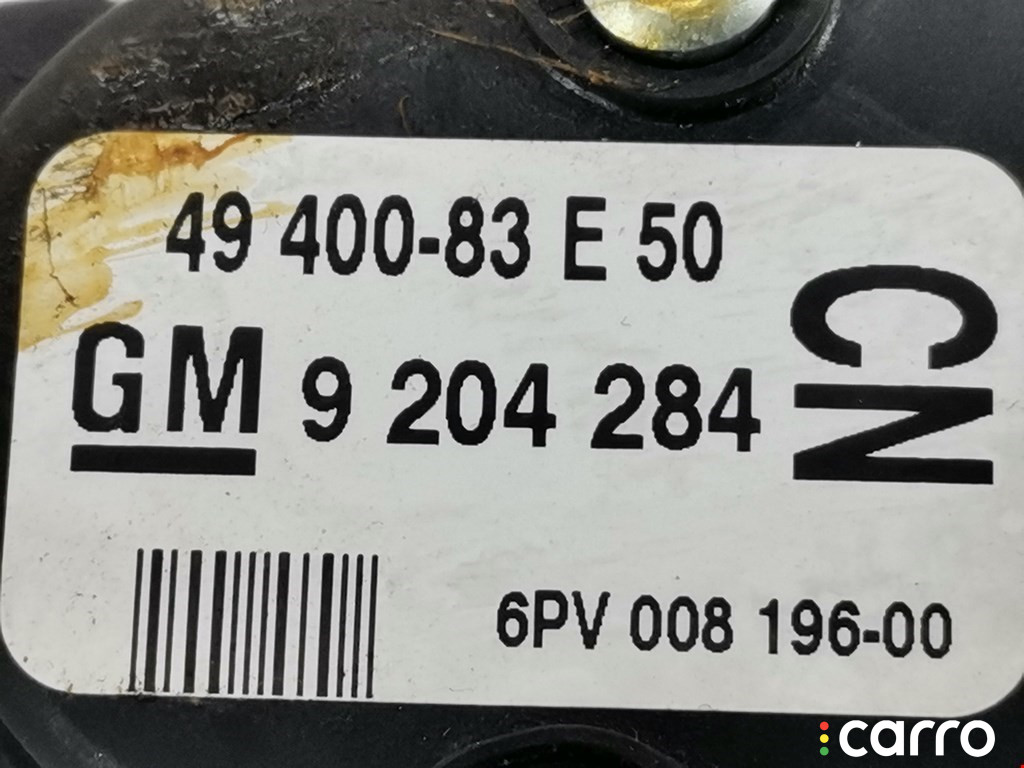 49 400-83 E 50
GM 9 204 284
CN
6PV 008 196-00
carro